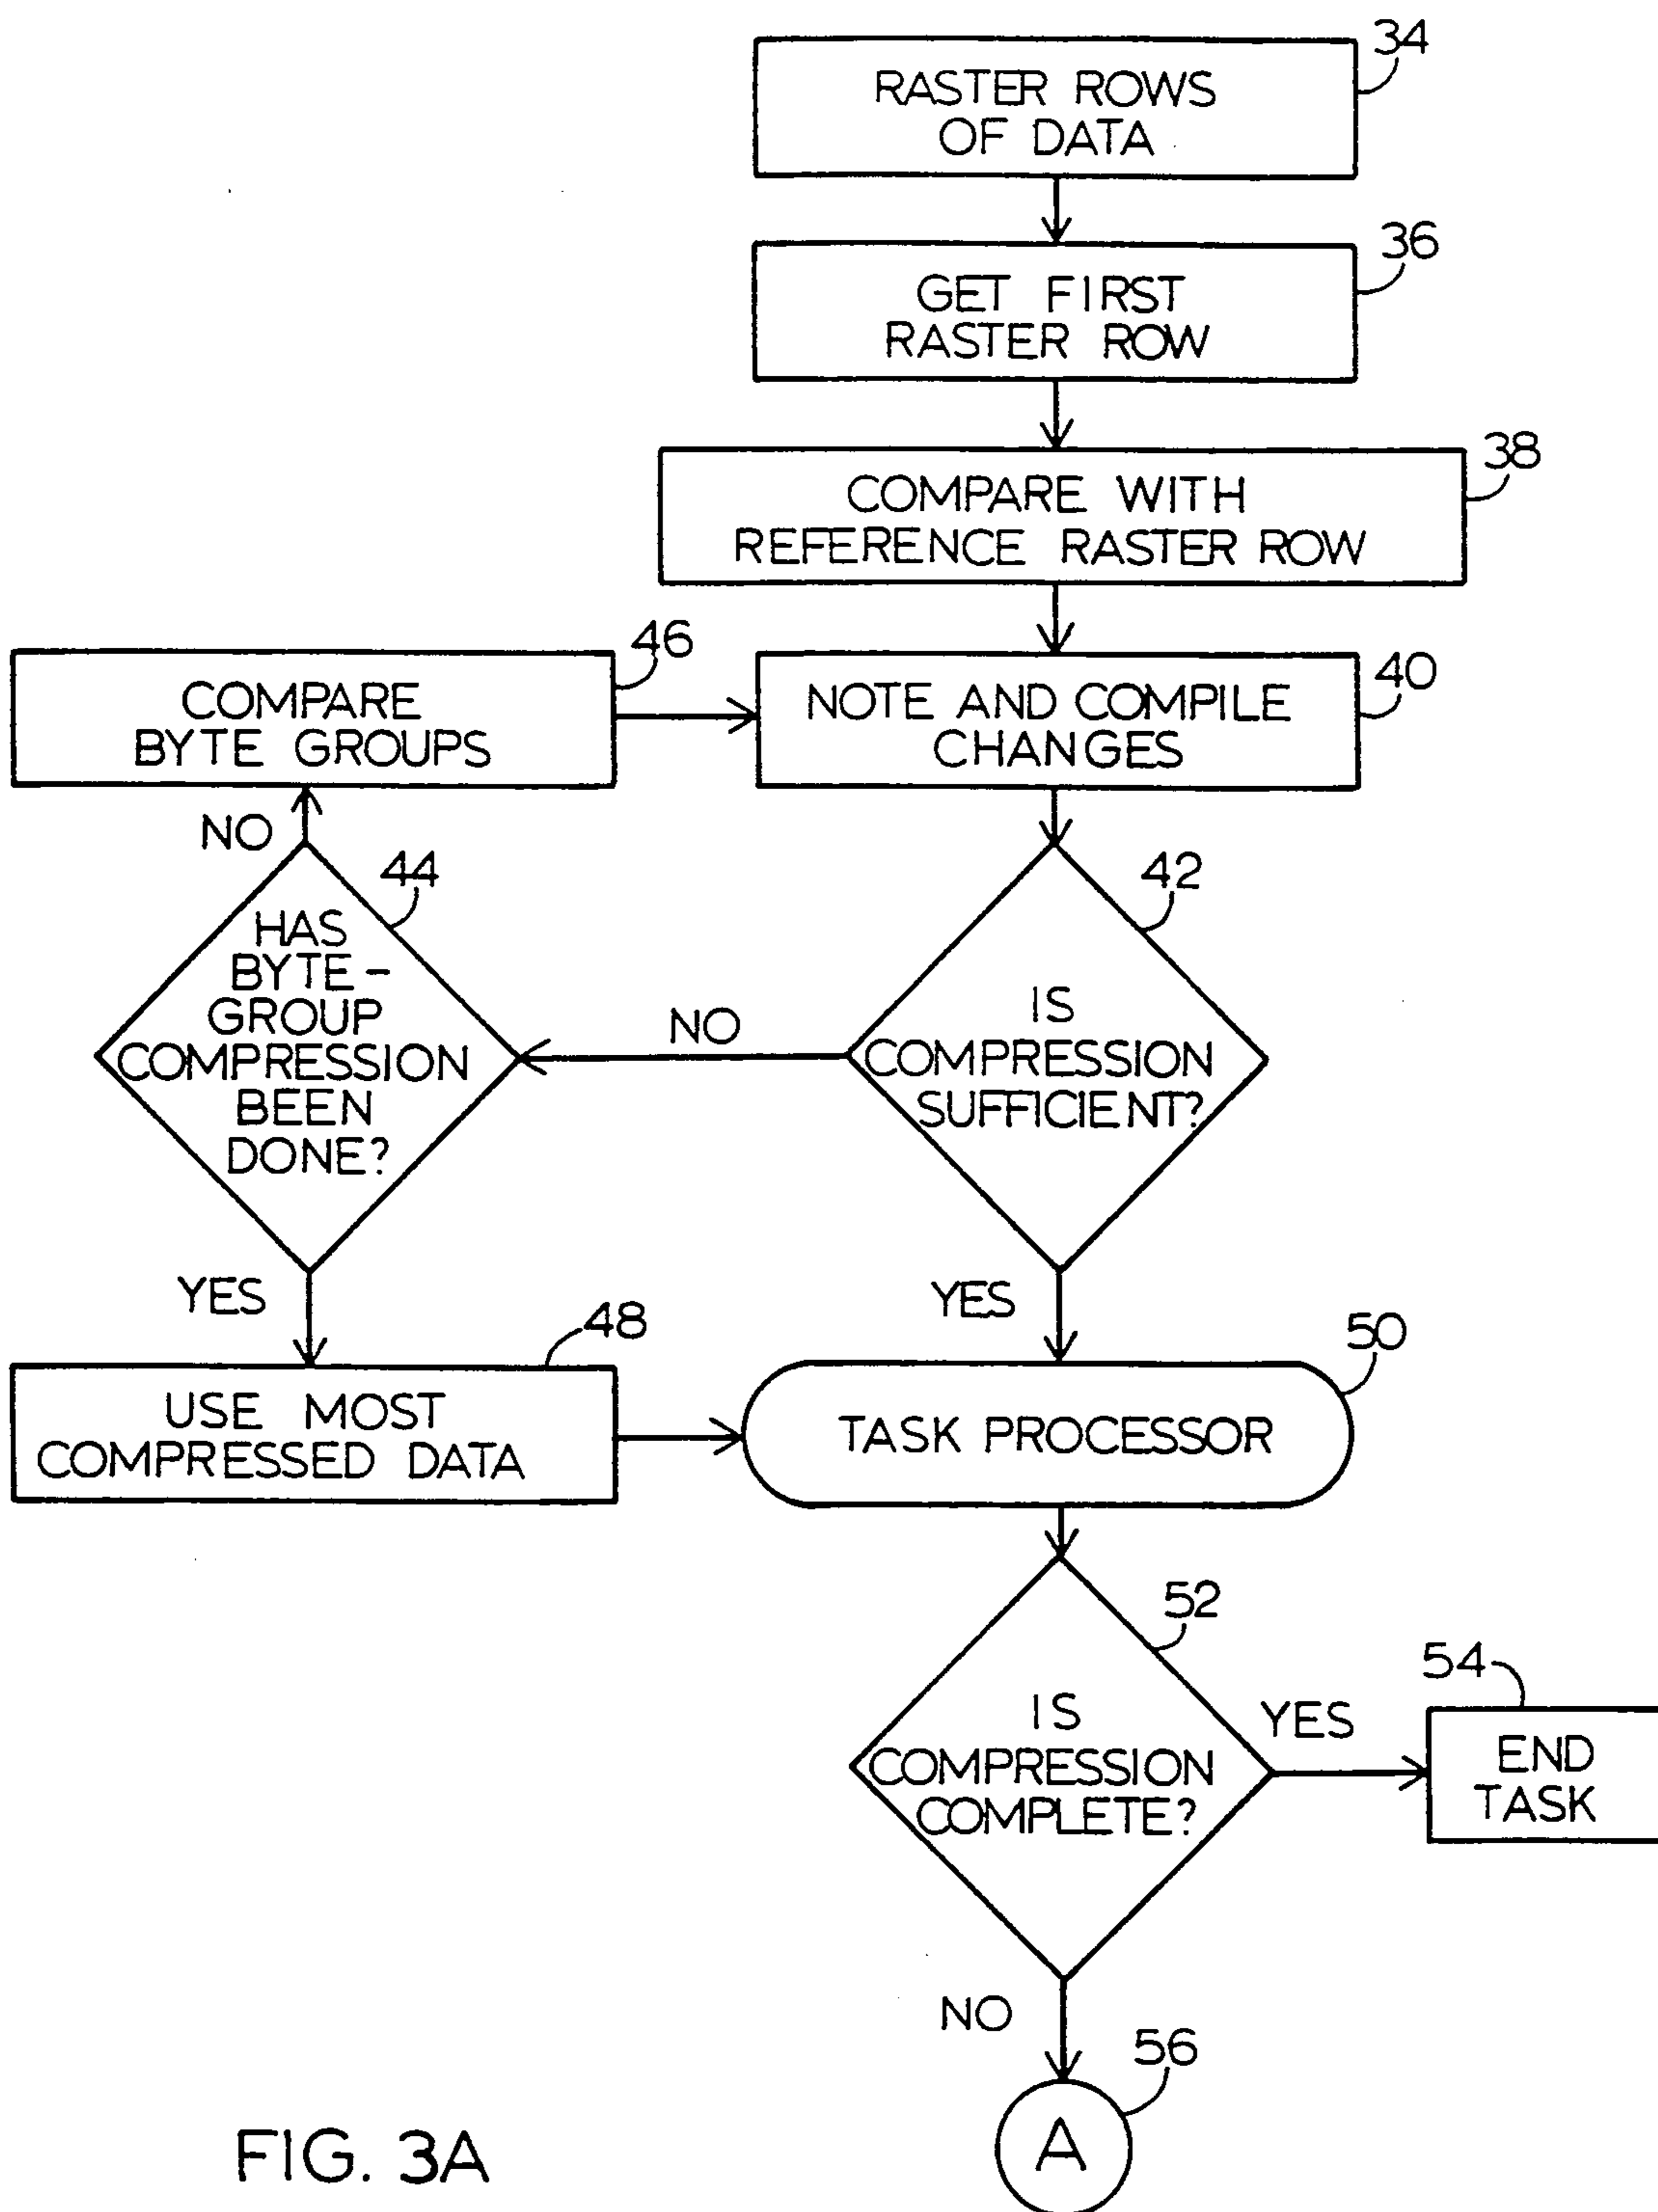 34
RASTER ROWS
OF DATA
36
GET FIRST
RASTER ROW
38
COMPARE WITH
REFERENCE RASTER ROW
46
COMPARE
BYTE GROUPS
40
NOTE AND COMPILE
CHANGES
NO
44
HAS
BYTE-
GROUP
COMPRESSION
BEEN
DONE?
NO
42
IS
COMPRESSION
SUFFICIENT?
YES
YES
48
USE MOST
COMPRESSED DATA
50
TASK PROCESSOR
52
IS
COMPRESSION
COMPLETE?
YES
54
END
TASK
NO
56
A
FIG. 3A